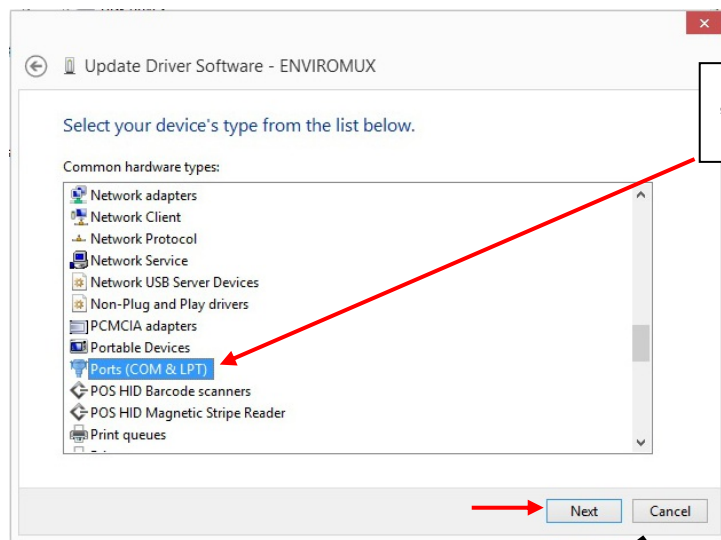 Update Driver Software - ENVIROMUX
Select your device's type from the list below.
Common hardware types:
Network adapters
Network Client
Network Protocol
Network Service
Network USB Server Devices
Non-Plug and Play drivers
PCMCIA adapters
Portable Devices
Ports (COM & LPT)
POS HID Barcode scanners
POS HID Magnetic Stripe Reader
Print queues
Next Cancel